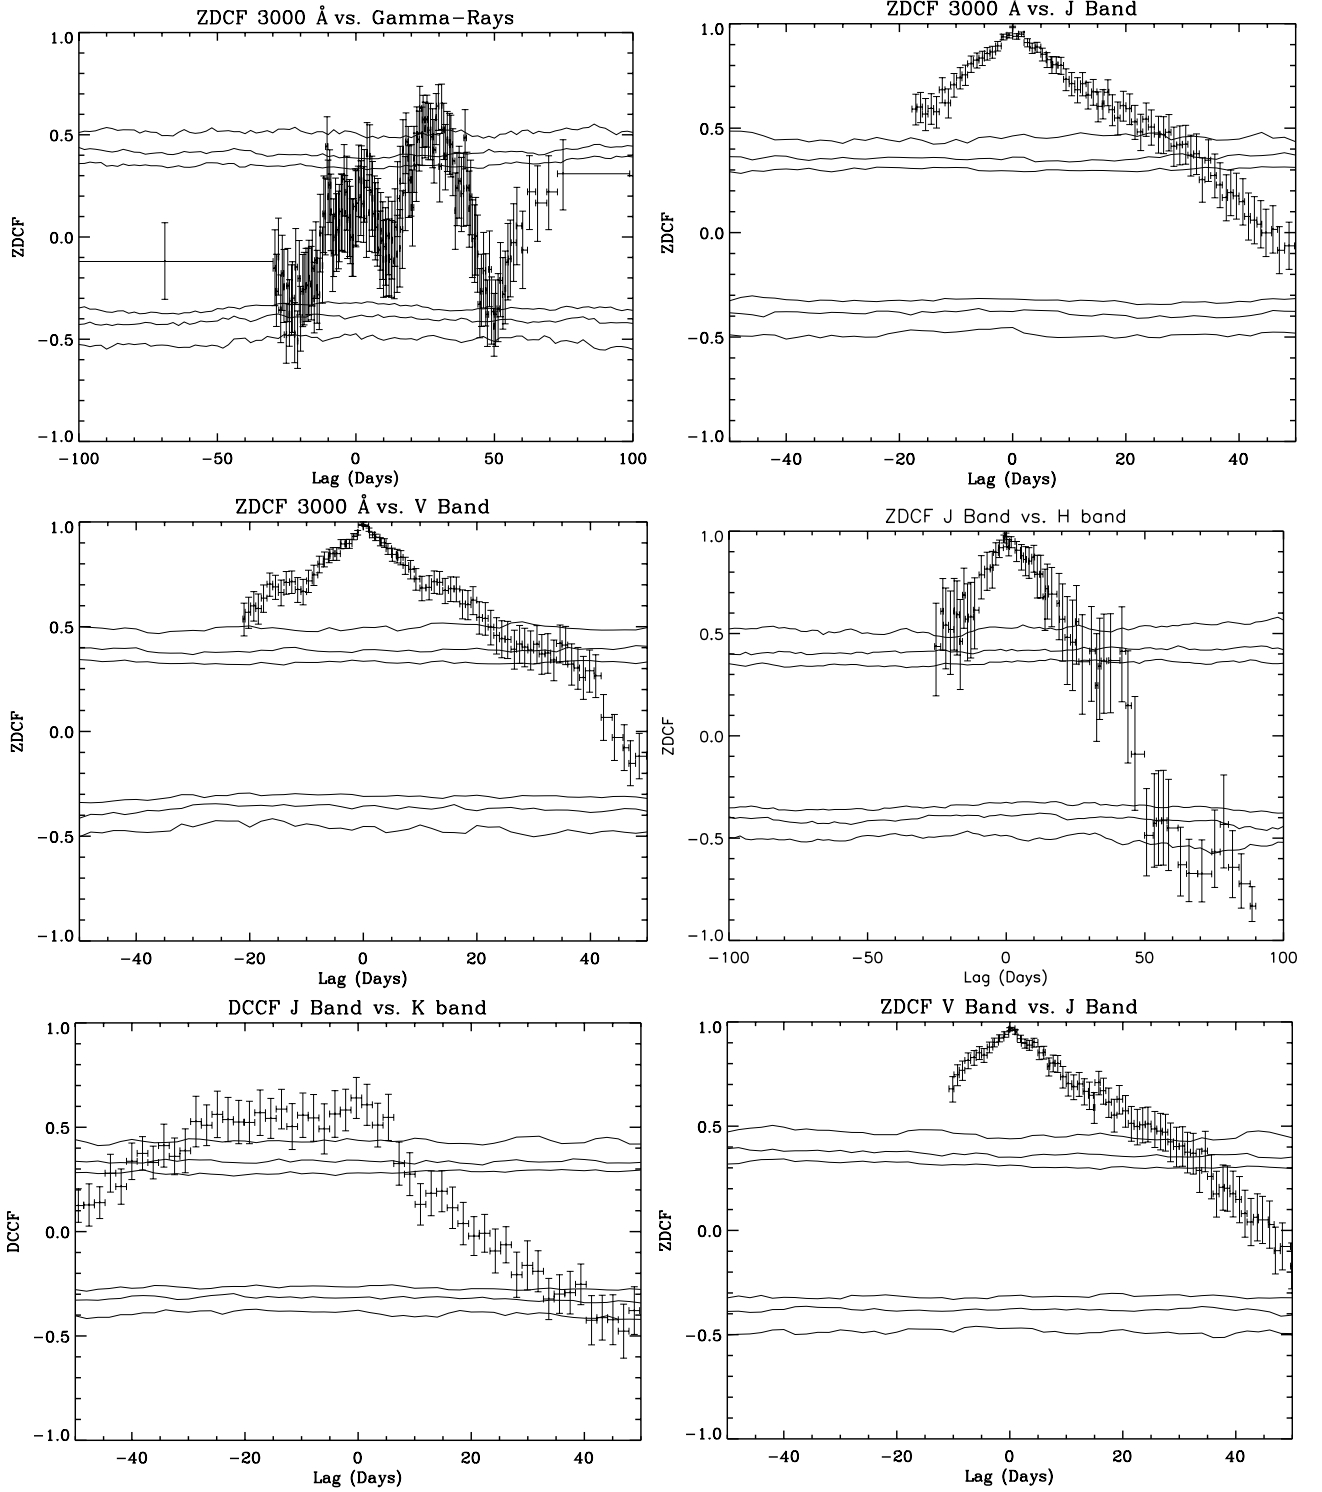 ZDCF 3000 Å vs. Gamma-Rays
1.0
0.5
0.0
-0.5
-1.0
ZDCF
-100 -50 0 50 100
Lag (Days)
ZDCF 3000 A vs. J Band
1.0
0.5
0.0
-0.5
-1.0
ZDCF
-40 -20 0 20 40
Lag (Days)
ZDCF 3000 Å vs. V Band
1.0
0.5
0.0
-0.5
-1.0
ZDCF
-40 -20 0 20 40
Lag (Days)
ZDCF J Band vs. H band
1.0
0.5
0.0
-0.5
-1.0
ZDCF
-100 -50 0 50 100
Lag (Days)
DCCF J Band vs. K band
1.0
0.5
0.0
-0.5
-1.0
DCCF
-40 -20 0 20 40
Lag (Days)
ZDCF V Band vs. J Band
1.0
0.5
0.0
-0.5
-1.0
ZDCF
-40 -20 0 20 40
Lag (Days)